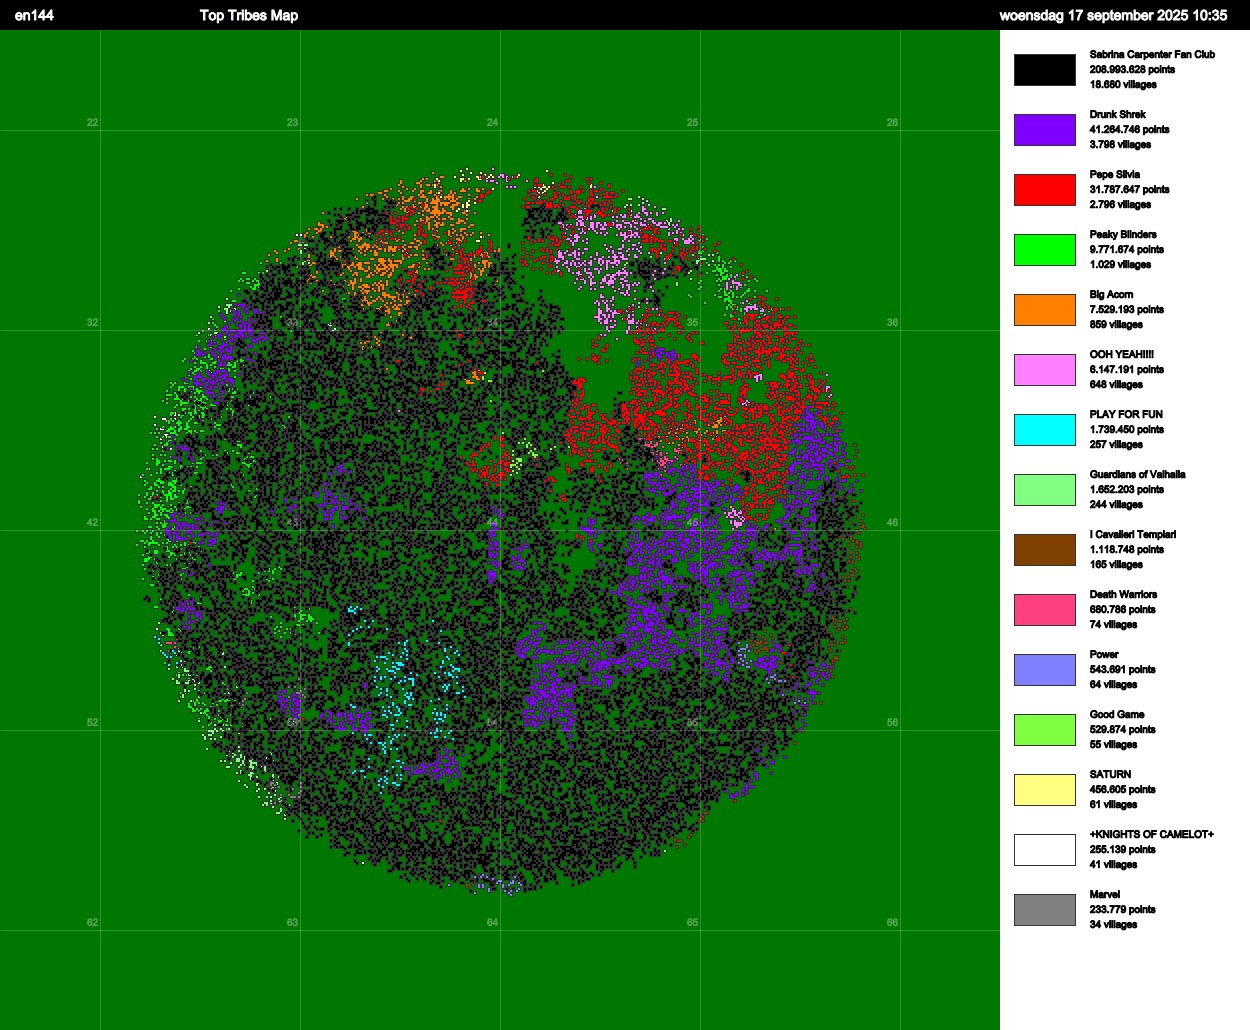 en144
Top Tribes Map
woensdag 17 september 2025 10:35
22 23 24 25 26
32 33 34 35 36
42 43 44 45 46
52 53 54 55 56
62 63 64 65 66
Sabrina Carpenter Fan Club
208.993.628 points
18.680 villages
Drunk Shrek
41.264.746 points
3.798 villages
Pepe Silvia
31.787.647 points
2.796 villages
Peaky Blinders
9.771.674 points
1.029 villages
Big Acorn
7.529.193 points
859 villages
OOH YEAH!!!!
6.147.191 points
648 villages
PLAY FOR FUN
1.739.450 points
257 villages
Guardians of Valhalla
1.652.203 points
244 villages
I Cavalieri Templari
1.118.748 points
165 villages
Death Warriors
680.786 points
74 villages
Power
543.691 points
64 villages
Good Game
529.874 points
55 villages
SATURN
456.605 points
61 villages
+KNIGHTS OF CAMELOT+
255.139 points
41 villages
Marvel
233.779 points
34 villages